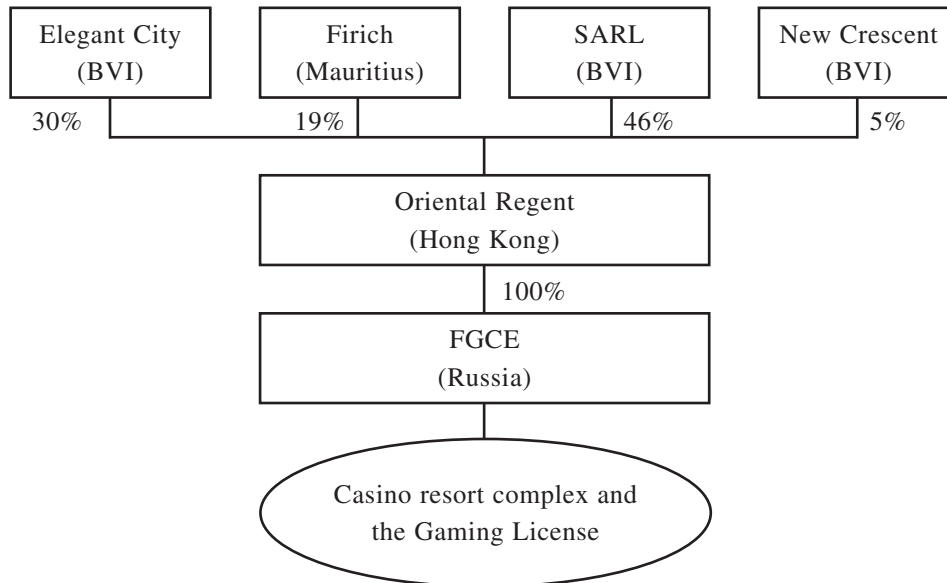 Elegant City
(BVI)
Firich
(Mauritius)
SARL
(BVI)
New Crescent
(BVI)
30%
19%
46%
5%
Oriental Regent
(Hong Kong)
100%
FGCE
(Russia)
Casino resort complex and
the Gaming License